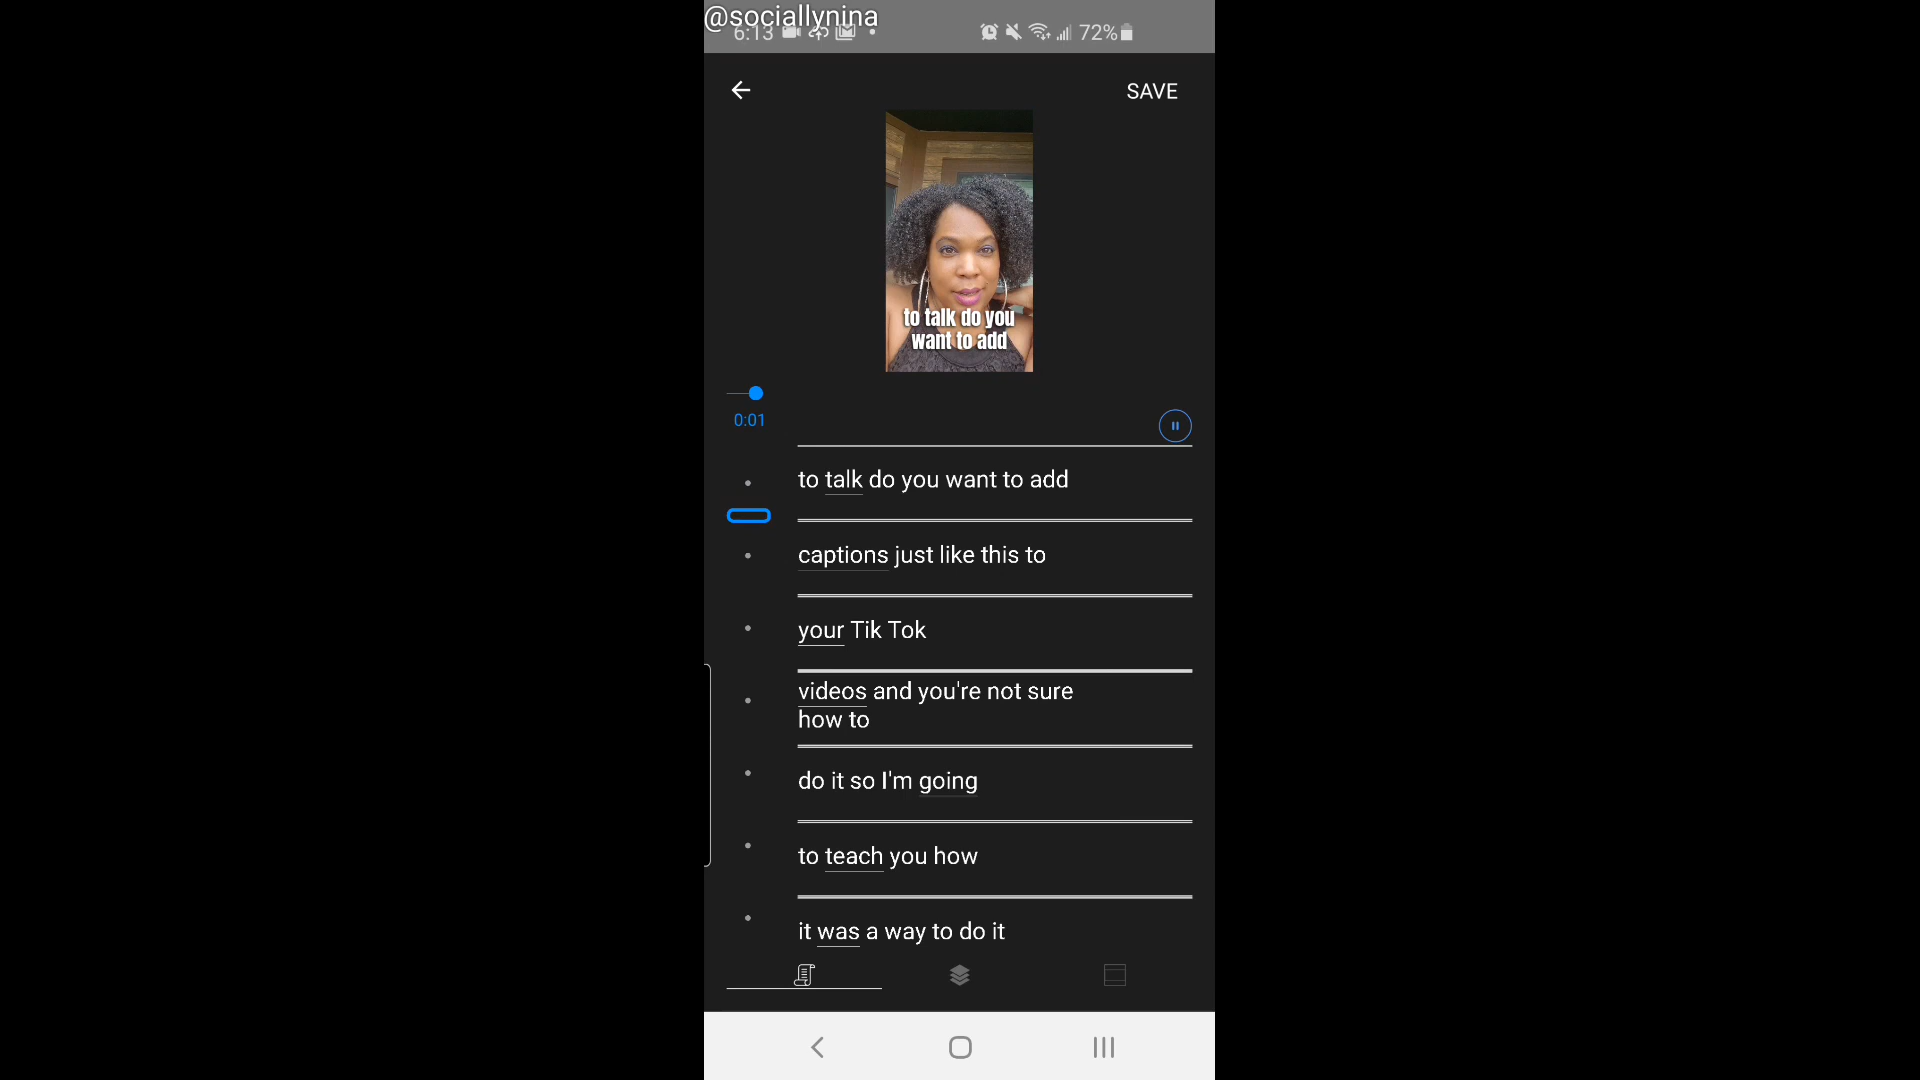 @sociallynina
6:13
72%
SAVE
to talk do you
want to add
0:01
to talk do you want to add
captions just like this to
your Tik Tok
videos and you're not sure
how to
do it so I'm going
to teach you how
it was a way to do it